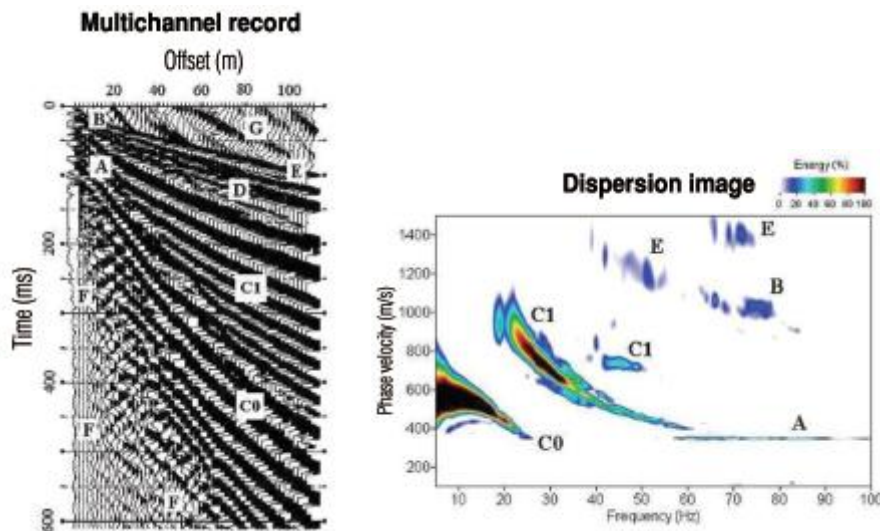 Multichannel record
Offset (m)
20 40 60 80 100
0
200
400
600
Time (ms)
B
G
A
E
D
F
C1
C0
F
F
Energy (%)
0 20 40 60 80 100
Dispersion image
1400
1200
1000
800
600
400
200
Phase velocity (m/s)
E
E
B
C1
C1
A
C0
10 20 30 40 50 60 70 80 90 100
Frequency (Hz)